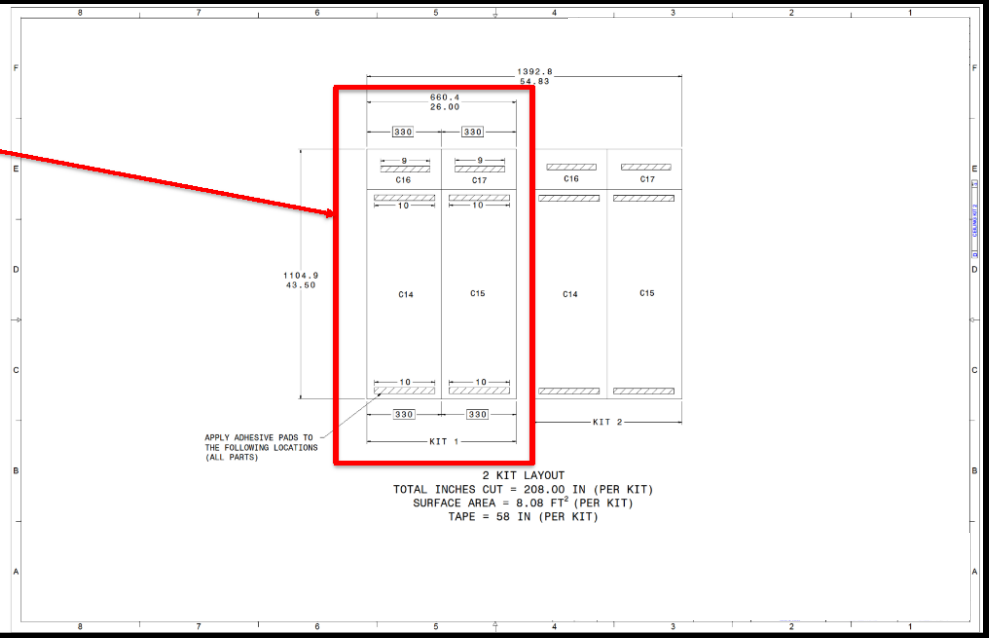 8 7 6 5 4 3 2 1
F F
1392.8
54.83
660.4
26.00
330 330
E E
9 9
C16 C17 C16 C17
10 10
D D
1104.9
43.50
C14 C15 C14 C15
C C
10 10
330 330
KIT 2
APPLY ADHESIVE PADS TO
THE FOLLOWING LOCATIONS
(ALL PARTS)
KIT 1
B B
2 KIT LAYOUT
TOTAL INCHES CUT = 208.00 IN (PER KIT)
SURFACE AREA = 8.08 FT² (PER KIT)
TAPE = 58 IN (PER KIT)
A A
8 7 6 5 4 3 2 1